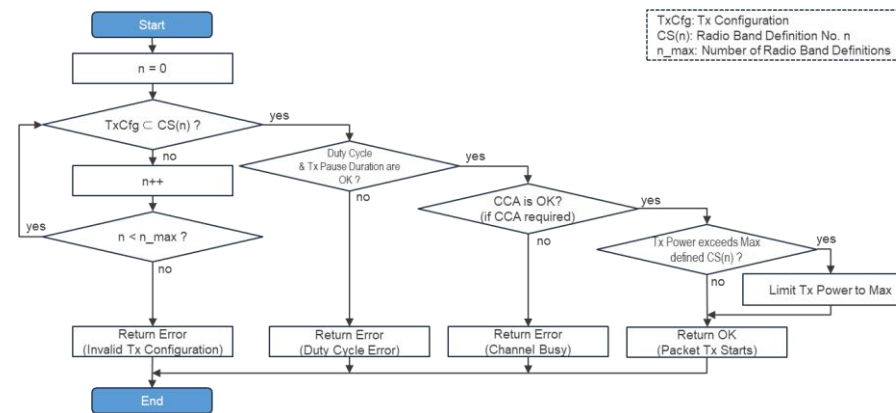 Start
TxCfg: Tx Configuration
CS(n): Radio Band Definition No. n
n_max: Number of Radio Band Definitions
n = 0
TxCfg ⊂ CS(n) ?
yes
no
Duty Cycle
& Tx Pause Duration are
OK ?
yes
no
n++
CCA is OK?
(if CCA required)
yes
no
yes
n < n_max ?
no
Tx Power exceeds Max
defined CS(n) ?
yes
no
Limit Tx Power to Max
Return Error
(Invalid Tx Configuration)
Return Error
(Duty Cycle Error)
Return Error
(Channel Busy)
Return OK
(Packet Tx Starts)
End